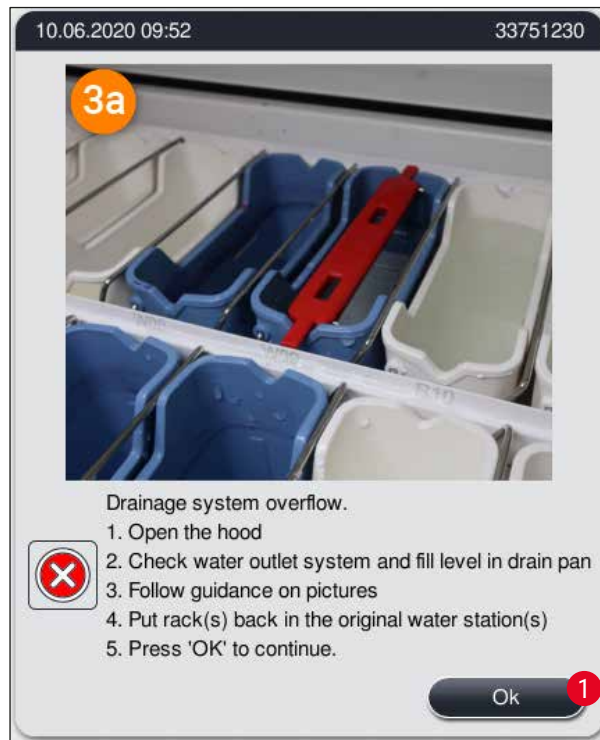 10.06.2020 09:52 33751230
3a
R10
Drainage system overflow.
1. Open the hood
2. Check water outlet system and fill level in drain pan
3. Follow guidance on pictures
4. Put rack(s) back in the original water station(s)
5. Press 'OK' to continue.
Ok
1